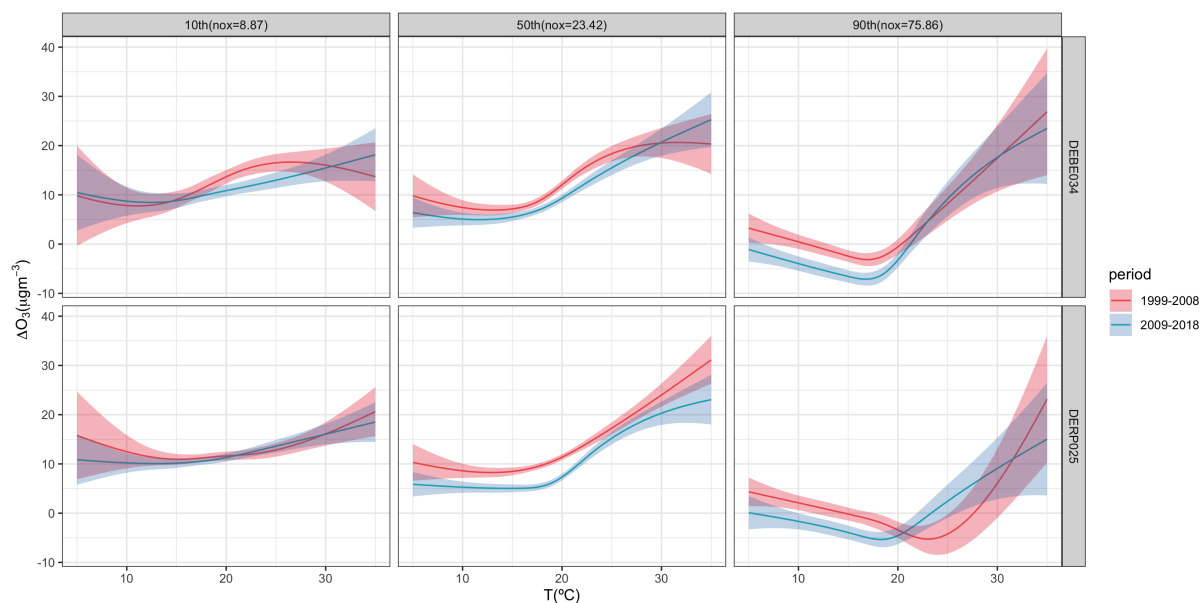 10th(nox=8.87)
50th(nox=23.42)
90th(nox=75.86)
40
30
20
10
0
-10
DEBE034
40
30
20
10
0
-10
DERP025
ΔO₃(μgm⁻³)
10 20 30
10 20 30
10 20 30
T(ºC)
period
1999-2008
2009-2018